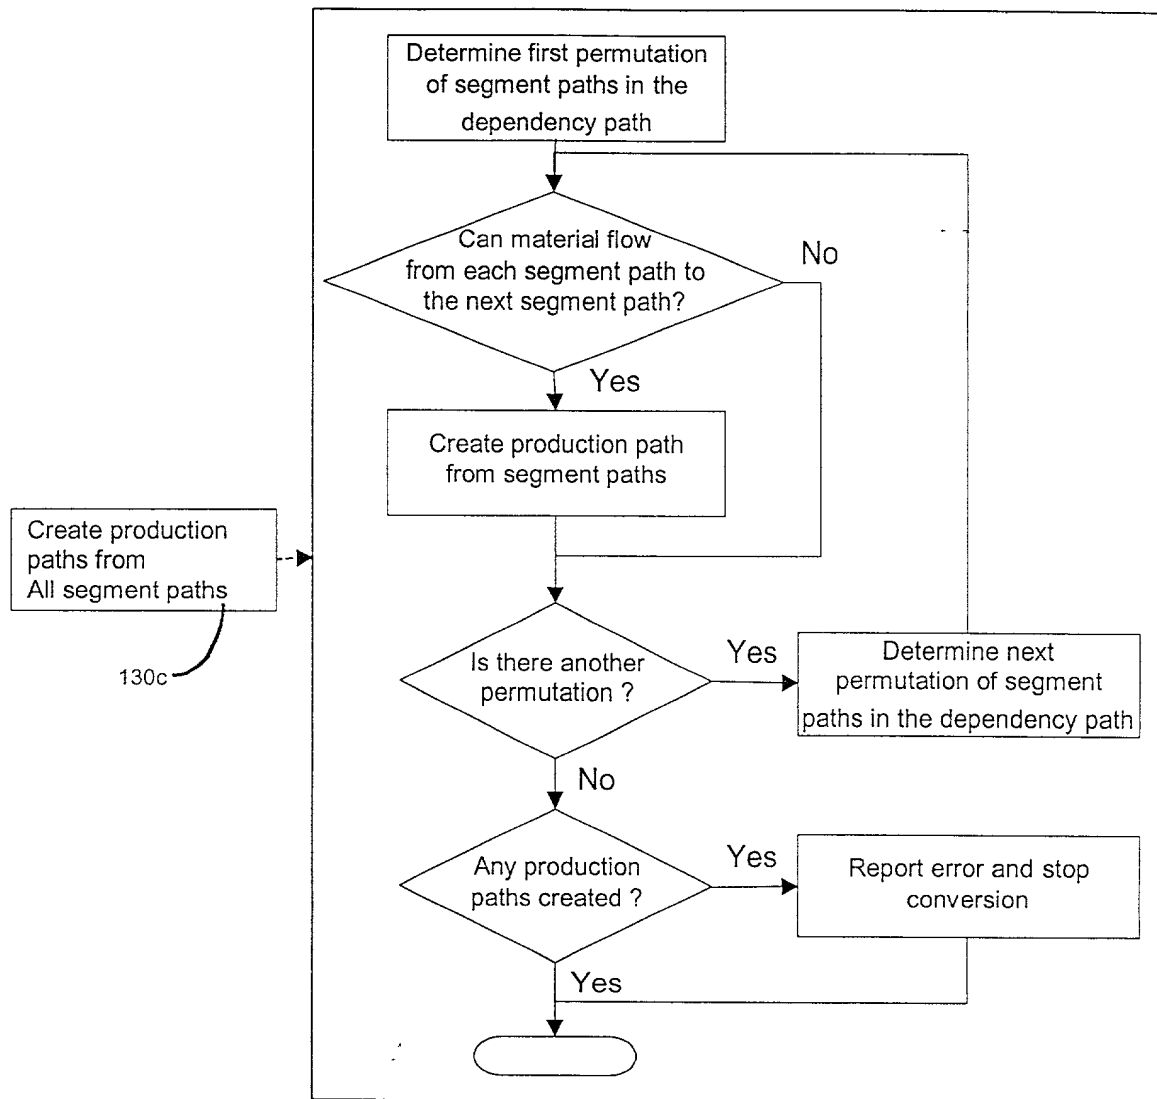 Determine first permutation
of segment paths in the
dependency path
Can material flow
from each segment path to
the next segment path?
No
Yes
Create production path
from segment paths
Create production
paths from
All segment paths
130c
Is there another
permutation ?
Yes
Determine next
permutation of segment
paths in the dependency path
No
Any production
paths created ?
Yes
Report error and stop
conversion
Yes